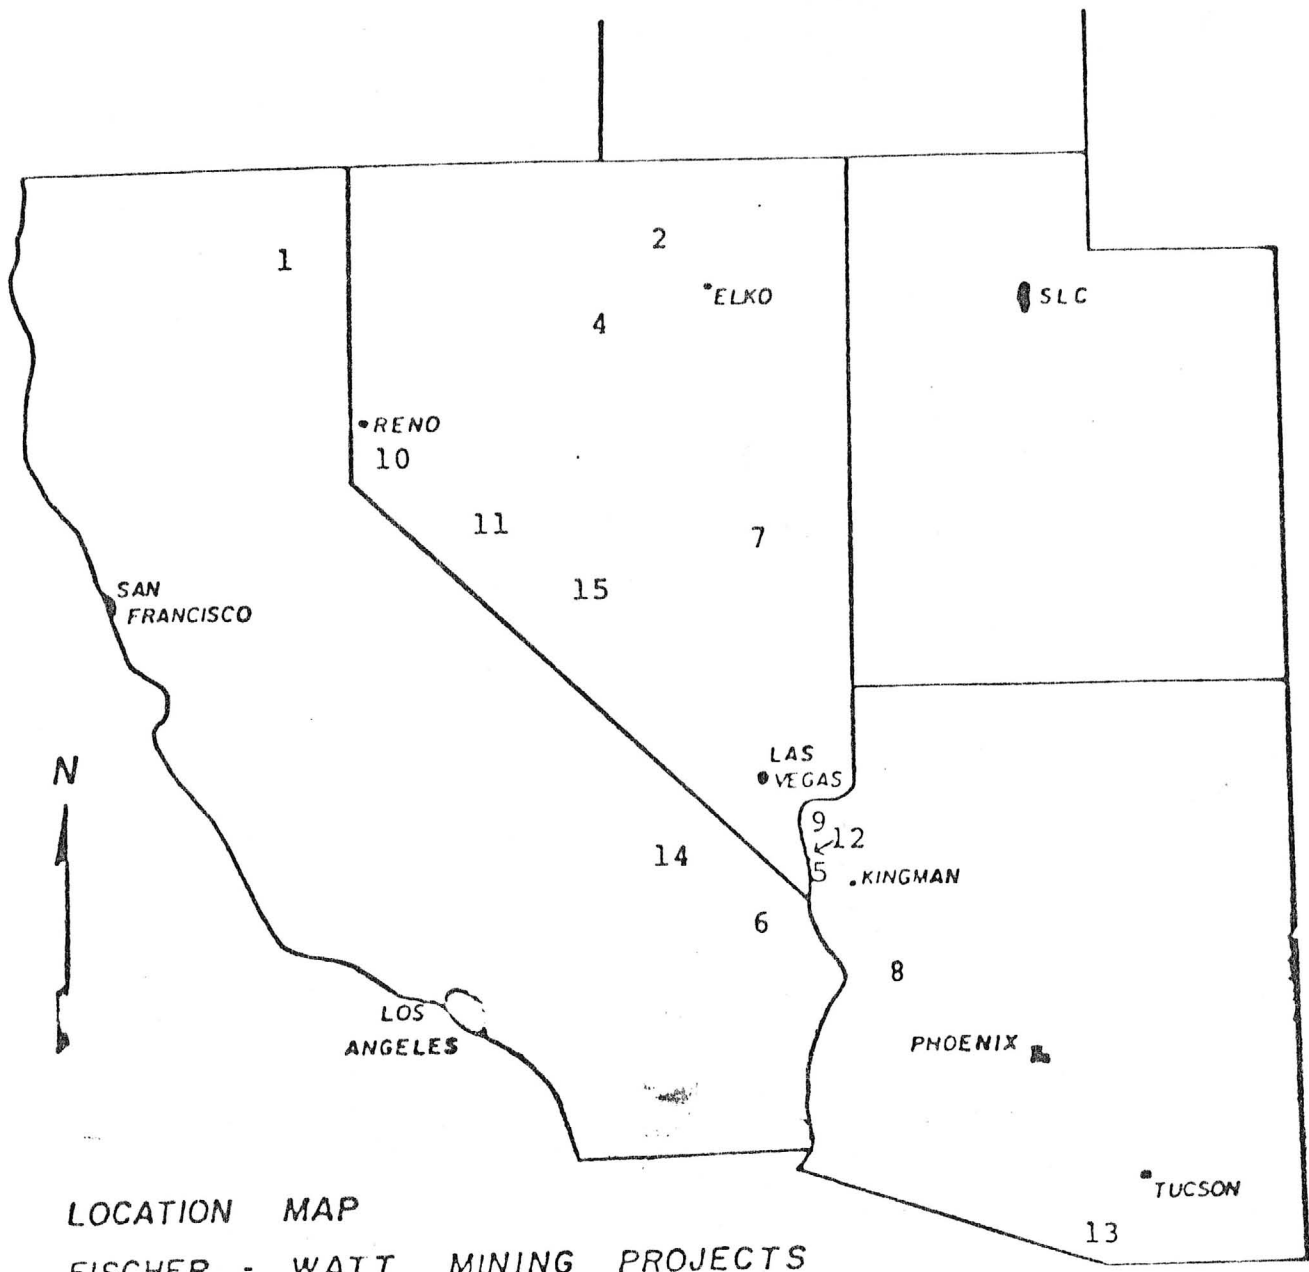 1
2
ELKO
SLC
4
RENO
10
11
7
15
SAN
FRANCISCO
N
LAS
VEGAS
9
12
14
5
KINGMAN
6
8
LOS
ANGELES
PHOENIX
TUCSON
13
LOCATION MAP
FISCHER - WATT MINING PROJECTS